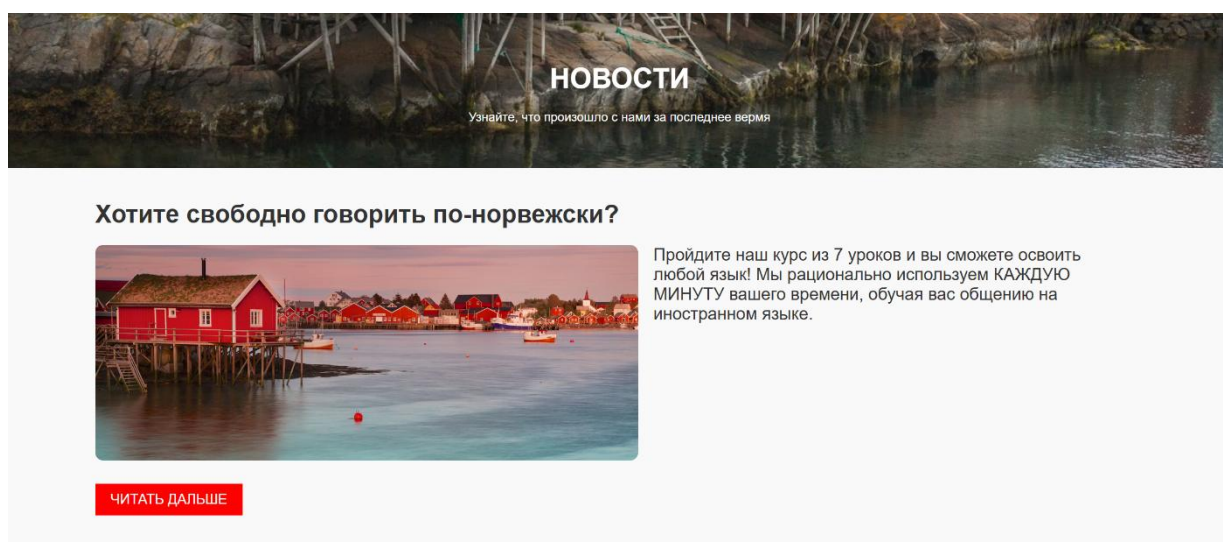 НОВОСТИ
Узнайте, что произошло с нами за последнее вермя
Хотите свободно говорить по-норвежски?
Пройдите наш курс из 7 уроков и вы сможете освоить
любой язык! Мы рационально используем КАЖДУЮ
МИНУТУ вашего времени, обучая вас общению на
иностранном языке.
ЧИТАТЬ ДАЛЬШЕ